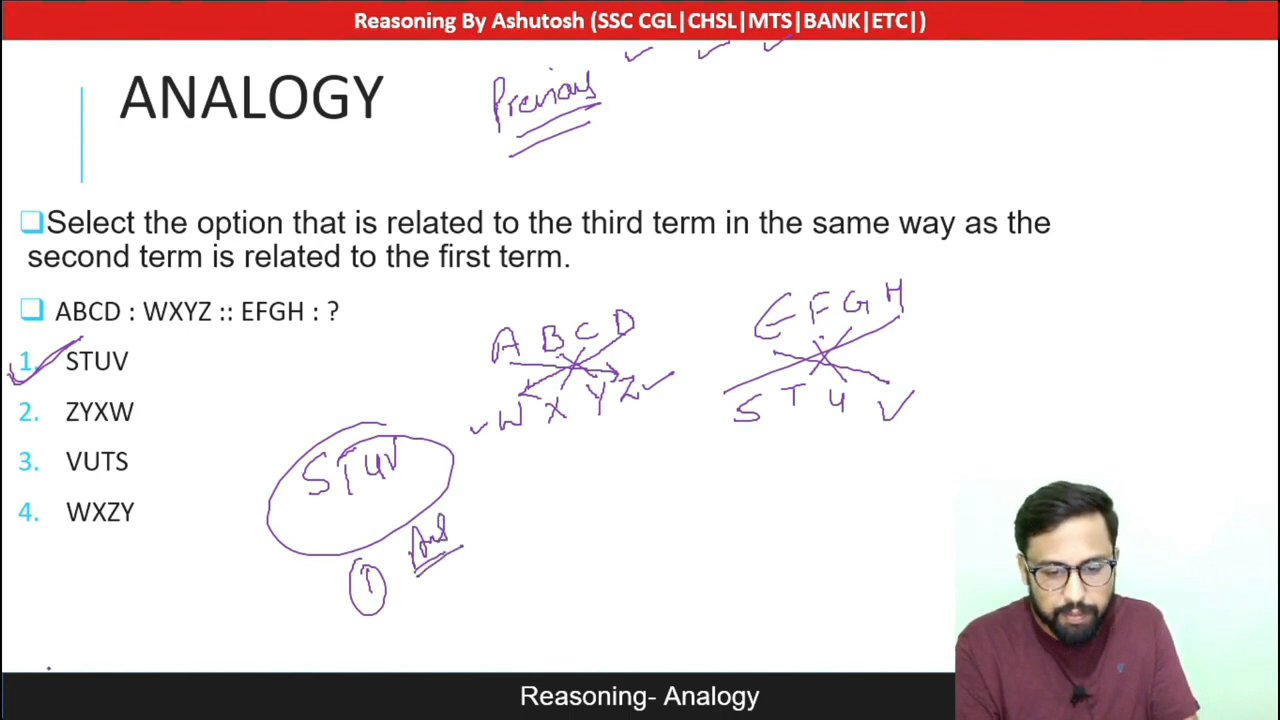 Reasoning By Ashutosh (SSC CGL|CHSL|MTS|BANK|ETC|)
ANALOGY
Previous
Select the option that is related to the third term in the same way as the
second term is related to the first term.
ABCD : WXYZ :: EFGH : ?
1. STUV
2. ZYXW
3. VUTS
4. WXZY
A B C D
W X Y Z
E F G H
S T U V
STUV
Ans
1
Reasoning- Analogy